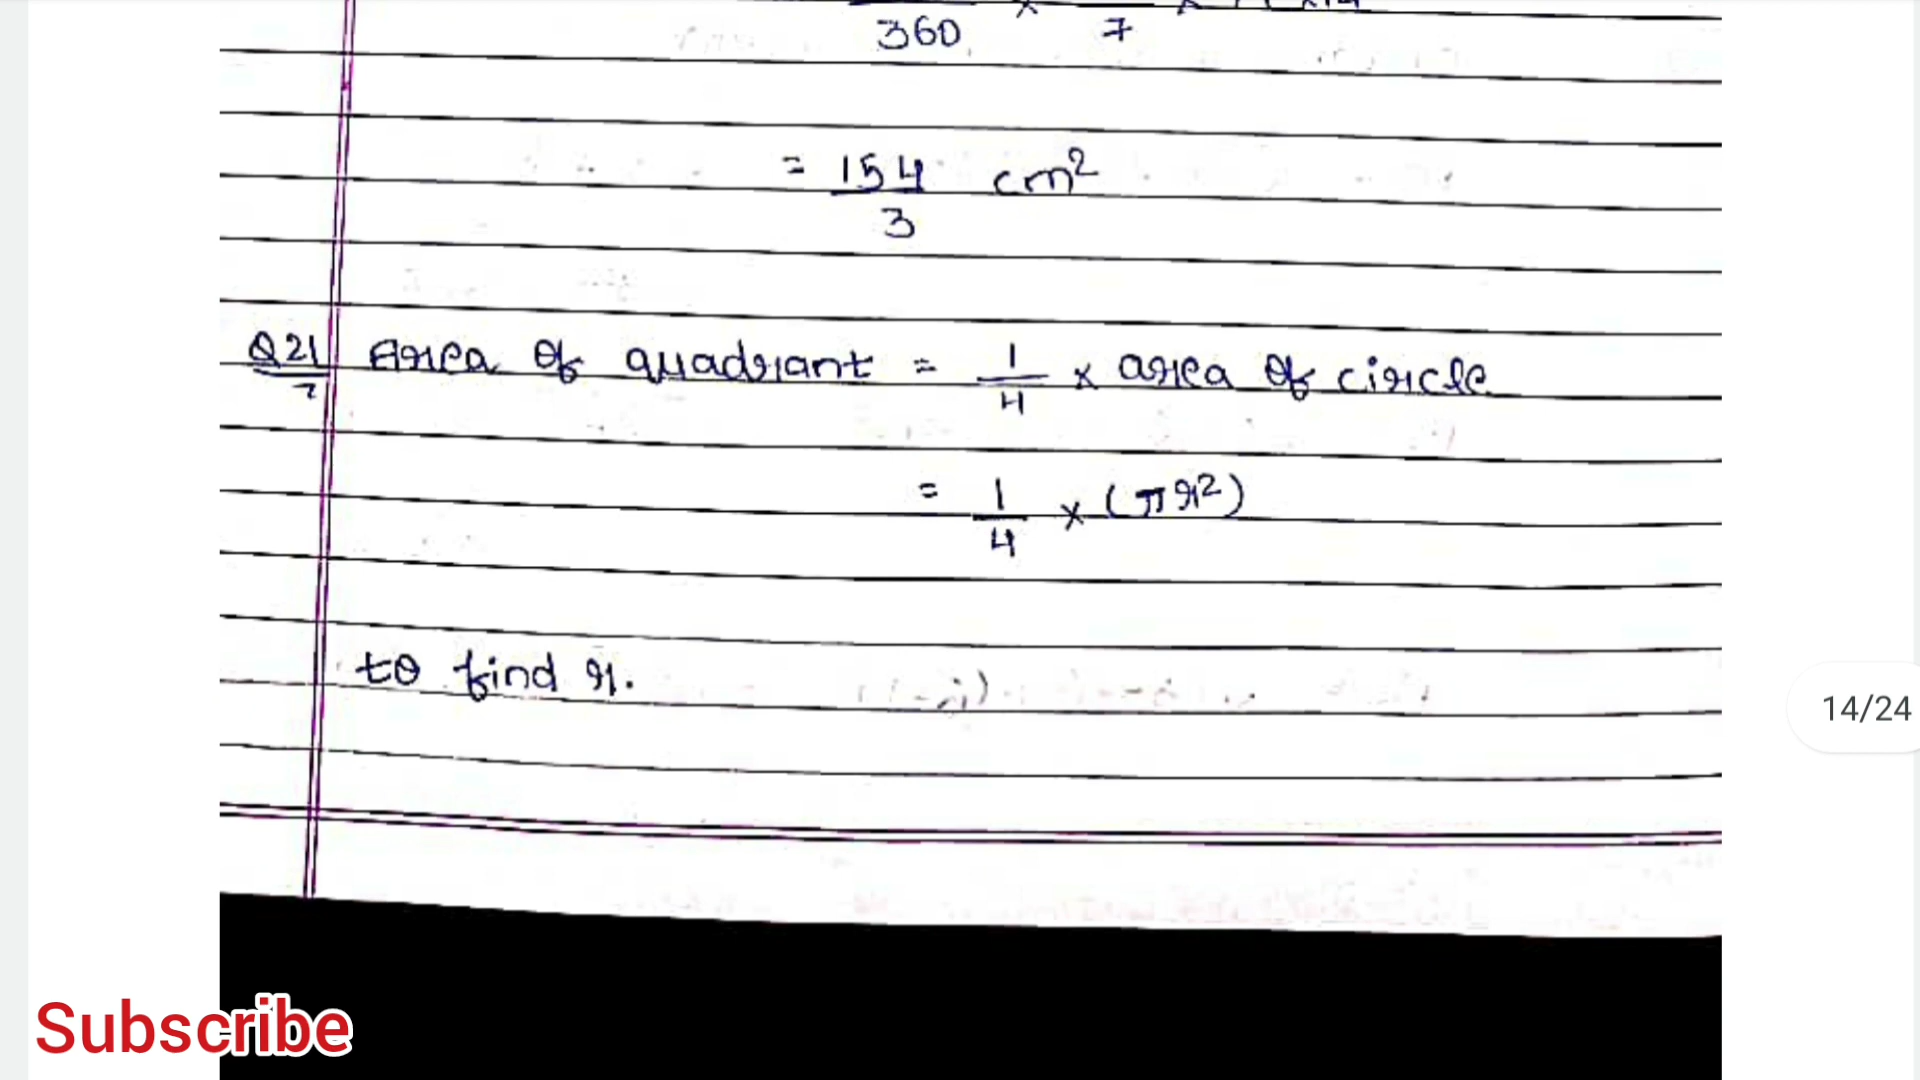 360 × 7
= 154 cm²
3
Q21 Area of quadrant = 1 × area of circle
4
= 1 × (πr²)
4
to find r.
14/24
Subscribe